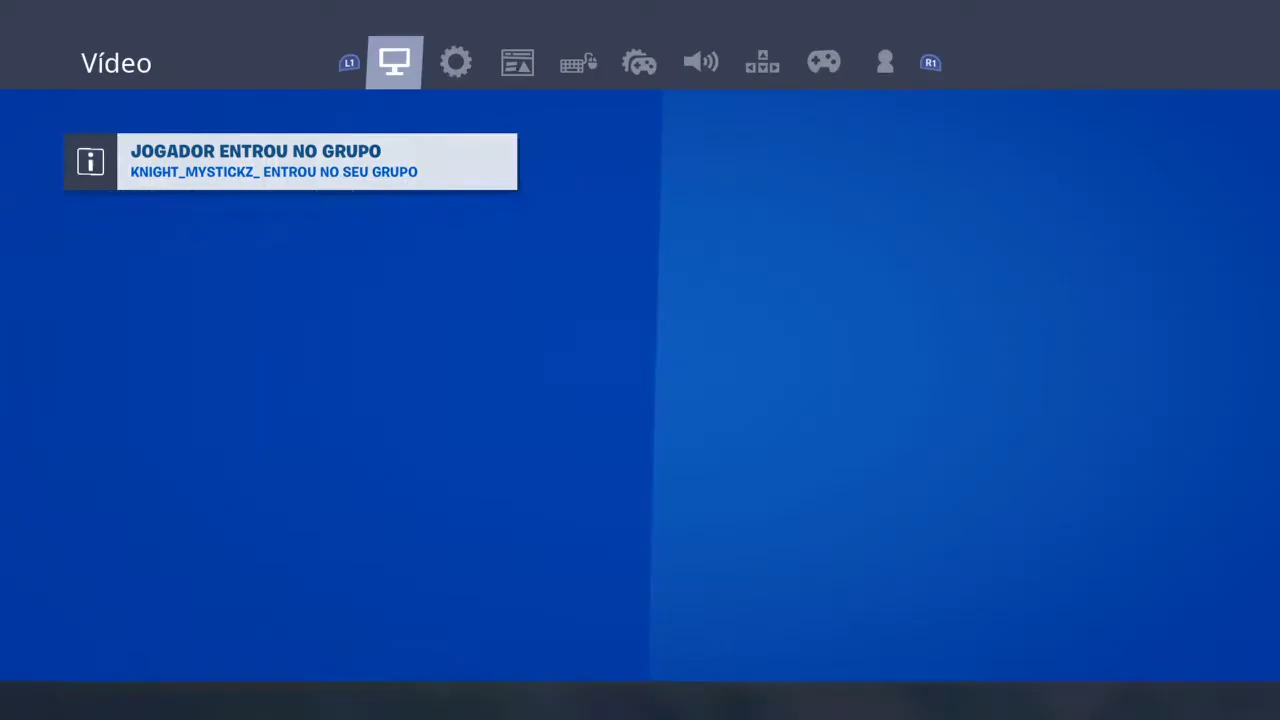 Vídeo
L1
R1
JOGADOR ENTROU NO GRUPO
KNIGHT_MYSTICKZ_ ENTROU NO SEU GRUPO